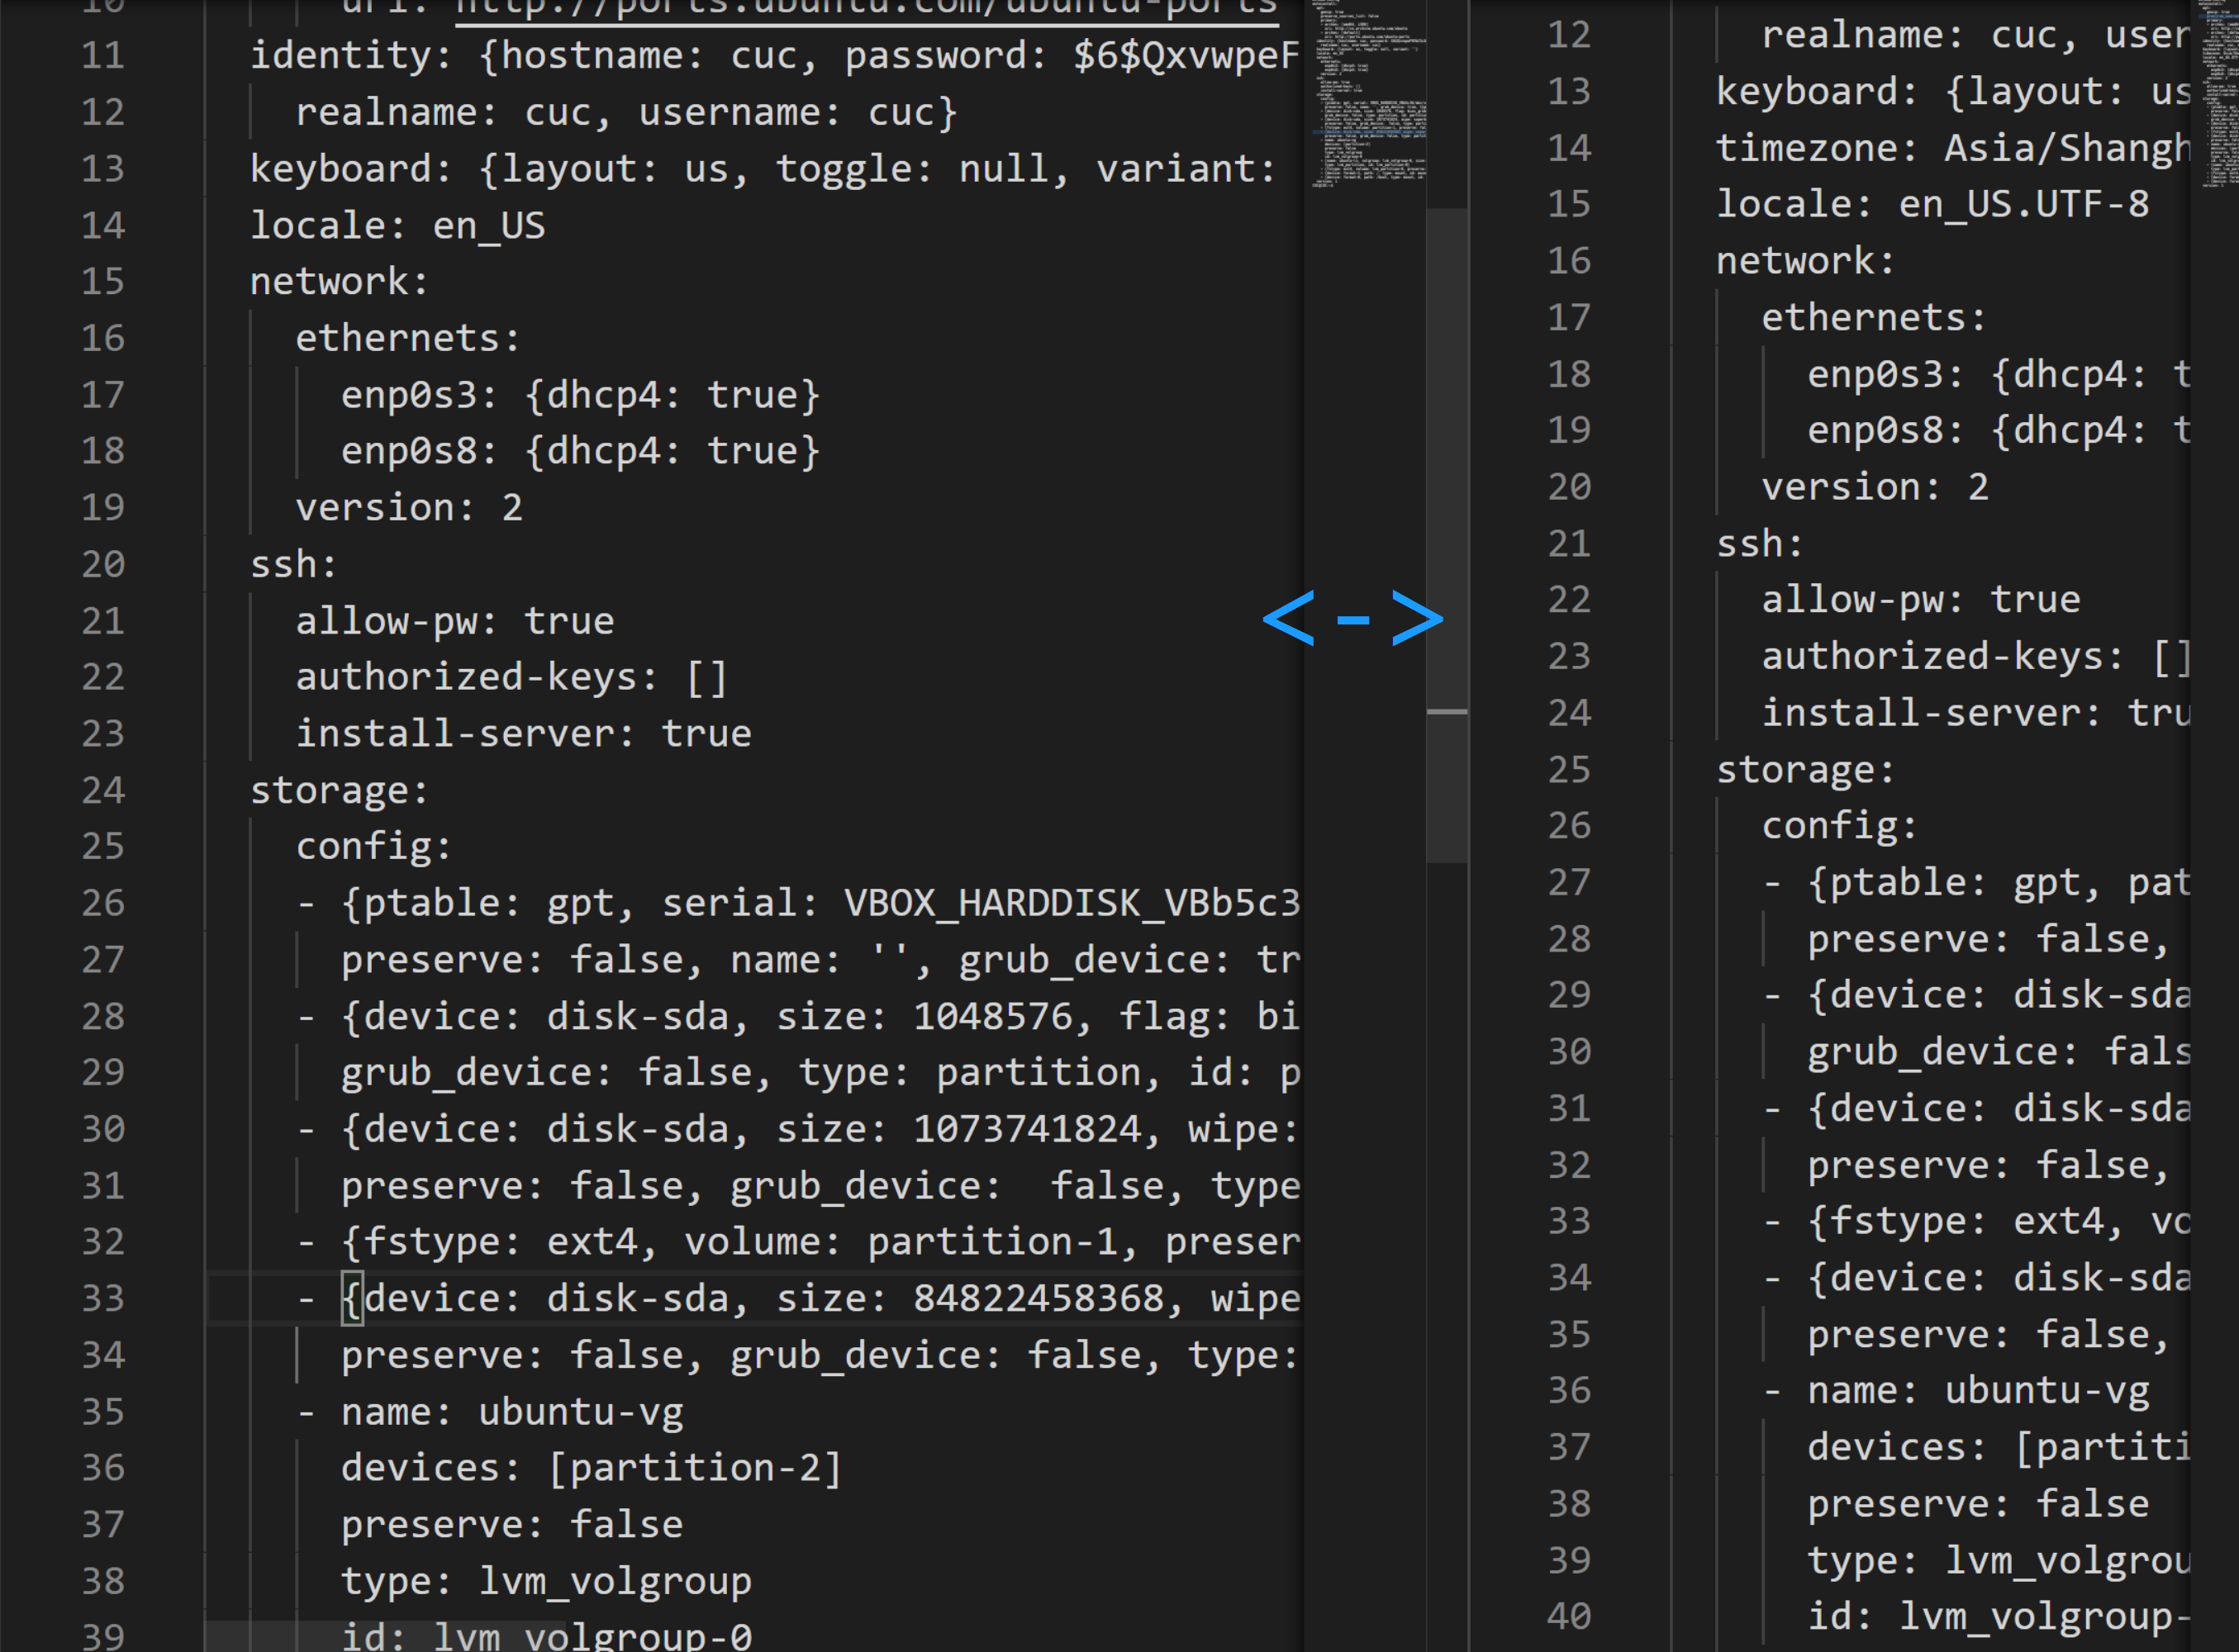 10 uri: http://ports.ubuntu.com/ubuntu-ports
11 identity: {hostname: cuc, password: $6$QxvwpeF
12 realname: cuc, username: cuc}
13 keyboard: {layout: us, toggle: null, variant:
14 locale: en_US
15 network:
16 ethernets:
17 enp0s3: {dhcp4: true}
18 enp0s8: {dhcp4: true}
19 version: 2
20 ssh:
21 allow-pw: true
22 authorized-keys: []
23 install-server: true
24 storage:
25 config:
26 - {ptable: gpt, serial: VBOX_HARDDISK_VBb5c3
27 preserve: false, name: '', grub_device: tr
28 - {device: disk-sda, size: 1048576, flag: bi
29 grub_device: false, type: partition, id: p
30 - {device: disk-sda, size: 1073741824, wipe:
31 preserve: false, grub_device:  false, type
32 - {fstype: ext4, volume: partition-1, preser
33 - {device: disk-sda, size: 84822458368, wipe
34 preserve: false, grub_device: false, type:
35 - name: ubuntu-vg
36 devices: [partition-2]
37 preserve: false
38 type: lvm_volgroup
39 id: lvm_volgroup-0
<->
12 realname: cuc, user
13 keyboard: {layout: us
14 timezone: Asia/Shangh
15 locale: en_US.UTF-8
16 network:
17 ethernets:
18 enp0s3: {dhcp4: t
19 enp0s8: {dhcp4: t
20 version: 2
21 ssh:
22 allow-pw: true
23 authorized-keys: []
24 install-server: tru
25 storage:
26 config:
27 - {ptable: gpt, pat
28 preserve: false,
29 - {device: disk-sda
30 grub_device: fals
31 - {device: disk-sda
32 preserve: false,
33 - {fstype: ext4, vo
34 - {device: disk-sda
35 preserve: false,
36 - name: ubuntu-vg
37 devices: [partiti
38 preserve: false
39 type: lvm_volgrou
40 id: lvm_volgroup-